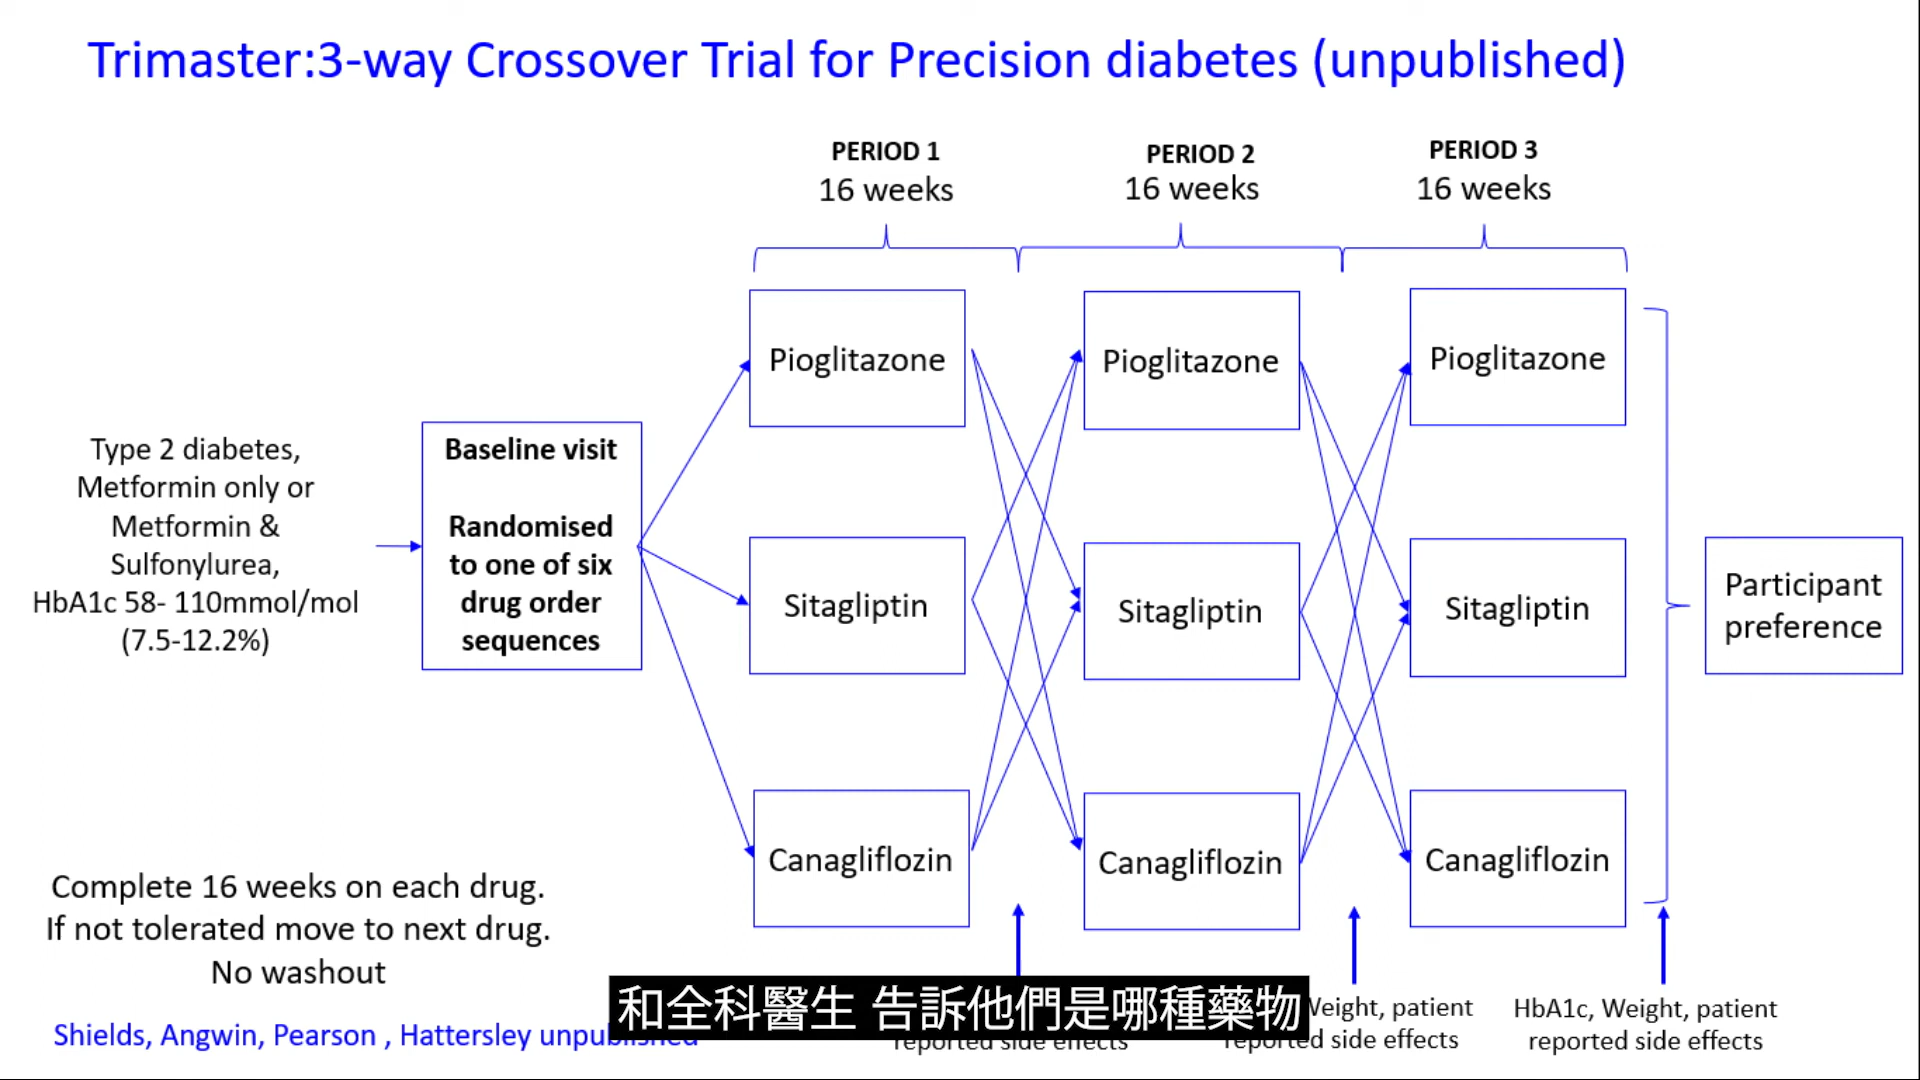 Trimaster:3-way Crossover Trial for Precision diabetes (unpublished)
PERIOD 1
16 weeks
PERIOD 2
16 weeks
PERIOD 3
16 weeks
Type 2 diabetes,
Metformin only or
Metformin &
Sulfonylurea,
HbA1c 58- 110mmol/mol
(7.5-12.2%)
Baseline visit
Randomised
to one of six
drug order
sequences
Pioglitazone
Sitagliptin
Canagliflozin
Pioglitazone
Sitagliptin
Canagliflozin
Pioglitazone
Sitagliptin
Canagliflozin
Participant
preference
Complete 16 weeks on each drug.
If not tolerated move to next drug.
No washout
Shields, Angwin, Pearson , Hattersley unpublished
reported side effects
Weight, patient
reported side effects
HbA1c, Weight, patient
reported side effects
和全科醫生 告訴他們是哪種藥物